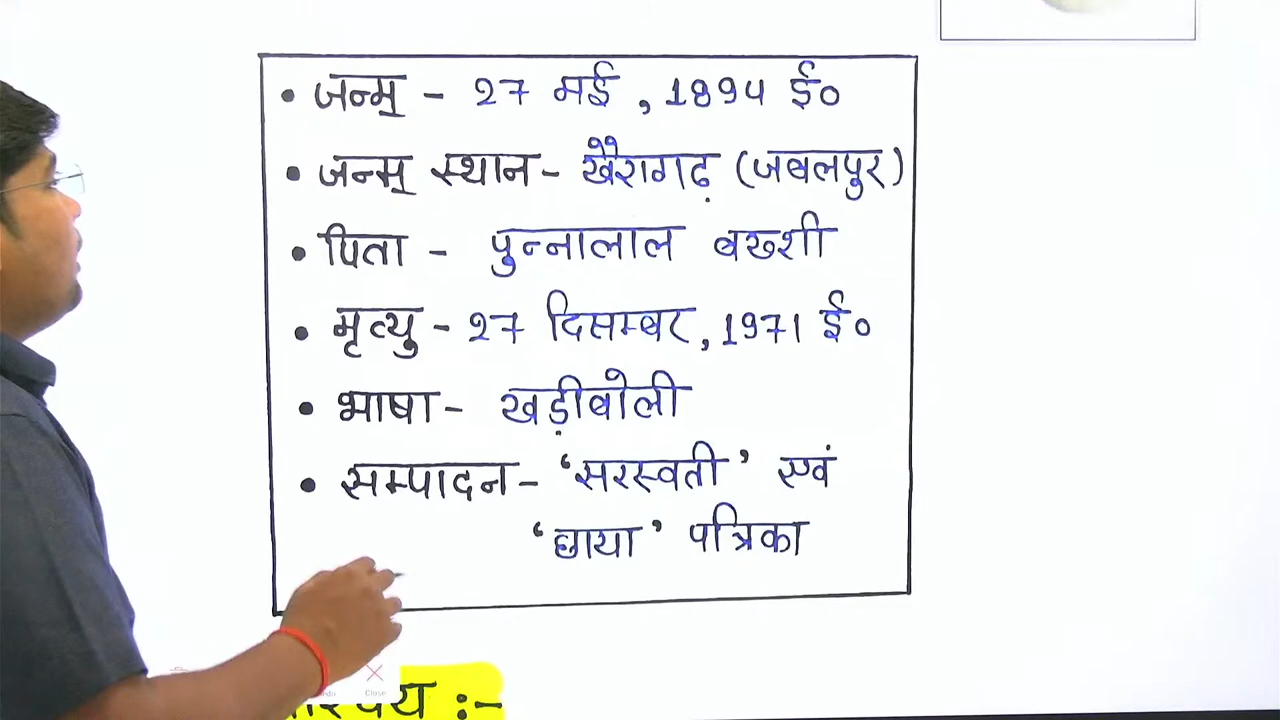 • जन्म - 27 मई , 1894 ई०
• जन्म स्थान - खैरागढ़ (जबलपुर)
• पिता - पुन्नालाल बख्शी
• मृत्यु - 27 दिसम्बर, 1971 ई०
• भाषा - खड़ीबोली
• सम्पादन - ‘सरस्वती’ एवं
‘छाया’ पत्रिका
Close
:-